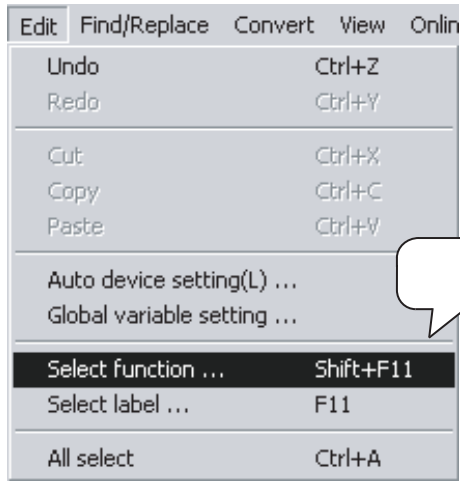 Edit Find/Replace Convert View Onlin
Undo Ctrl+Z
Redo Ctrl+Y
Cut Ctrl+X
Copy Ctrl+C
Paste Ctrl+V
Auto device setting(L) ...
Global variable setting ...
Select function ... Shift+F11
Select label ... F11
All select Ctrl+A